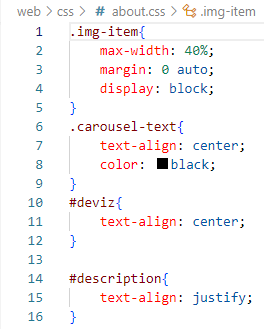 web > css > # about.css > .img-item
1 .img-item{
2     max-width: 40%;
3     margin: 0 auto;
4     display: block;
5 }
6 .carousel-text{
7     text-align: center;
8     color: black;
9 }
10 #deviz{
11     text-align: center;
12 }
13
14 #description{
15     text-align: justify;
16 }